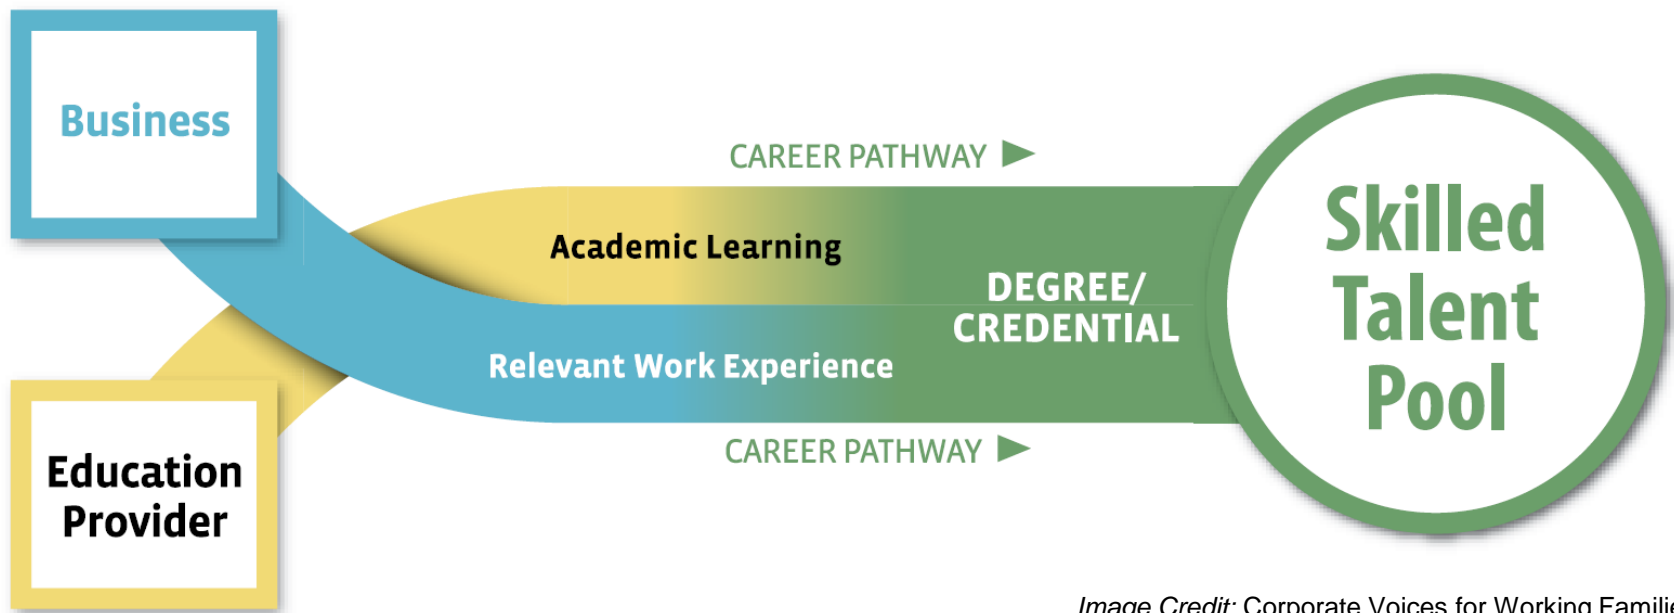 Business
CAREER PATHWAY ▶
Academic Learning
DEGREE/
CREDENTIAL
Relevant Work Experience
CAREER PATHWAY ▶
Education
Provider
Skilled
Talent
Pool
Image Credit: Corporate Voices for Working Familie